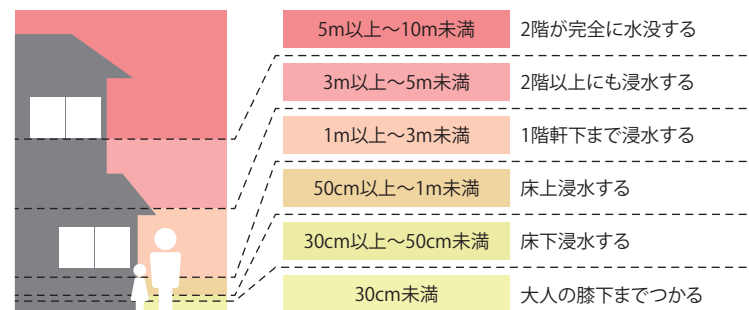 5m以上～10m未満 2階が完全に水没する
3m以上～5m未満 2階以上にも浸水する
1m以上～3m未満 1階軒下まで浸水する
50cm以上～1m未満 床上浸水する
30cm以上～50cm未満 床下浸水する
30cm未満 大人の膝下までつかる